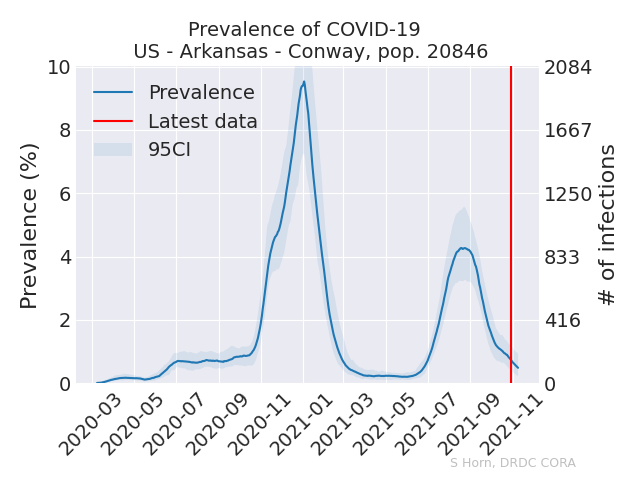 Prevalence of COVID-19
US - Arkansas - Conway, pop. 20846
Prevalence (%)
10
8
6
4
2
0
Prevalence
Latest data
95CI
2084
1667
1250
833
416
0
# of infections
2020-03
2020-05
2020-07
2020-09
2020-11
2021-01
2021-03
2021-05
2021-07
2021-09
2021-11
S Horn, DRDC CORA